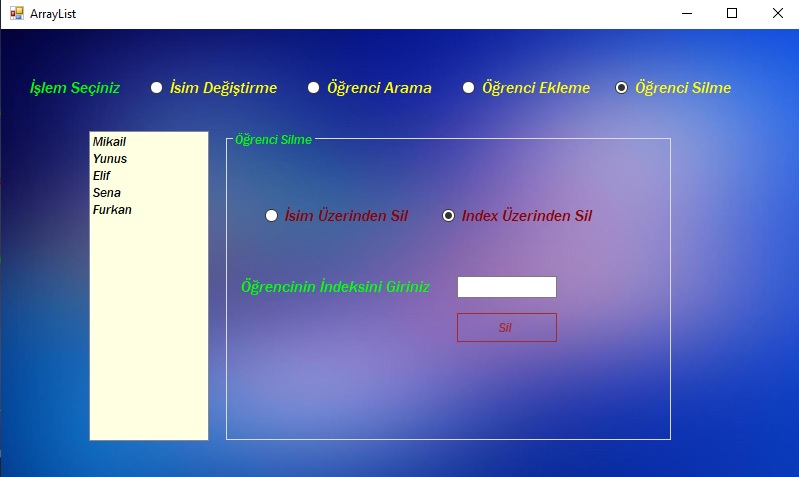 ArrayList
İşlem Seçiniz İsim Değiştirme Öğrenci Arama Öğrenci Ekleme Öğrenci Silme
Mikail
Yunus
Elif
Sena
Furkan
Öğrenci Silme
İsim Üzerinden Sil Index Üzerinden Sil
Öğrencinin İndeksini Giriniz
Sil